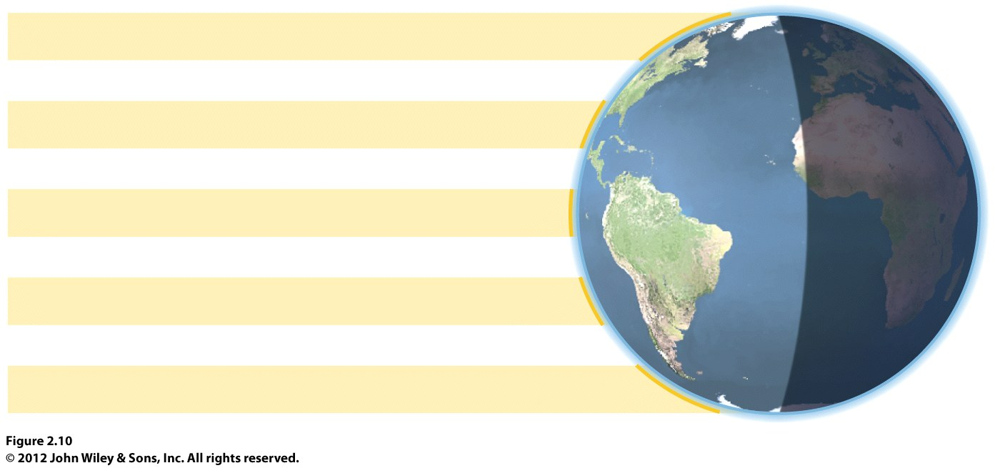 Figure 2.10
© 2012 John Wiley & Sons, Inc. All rights reserved.